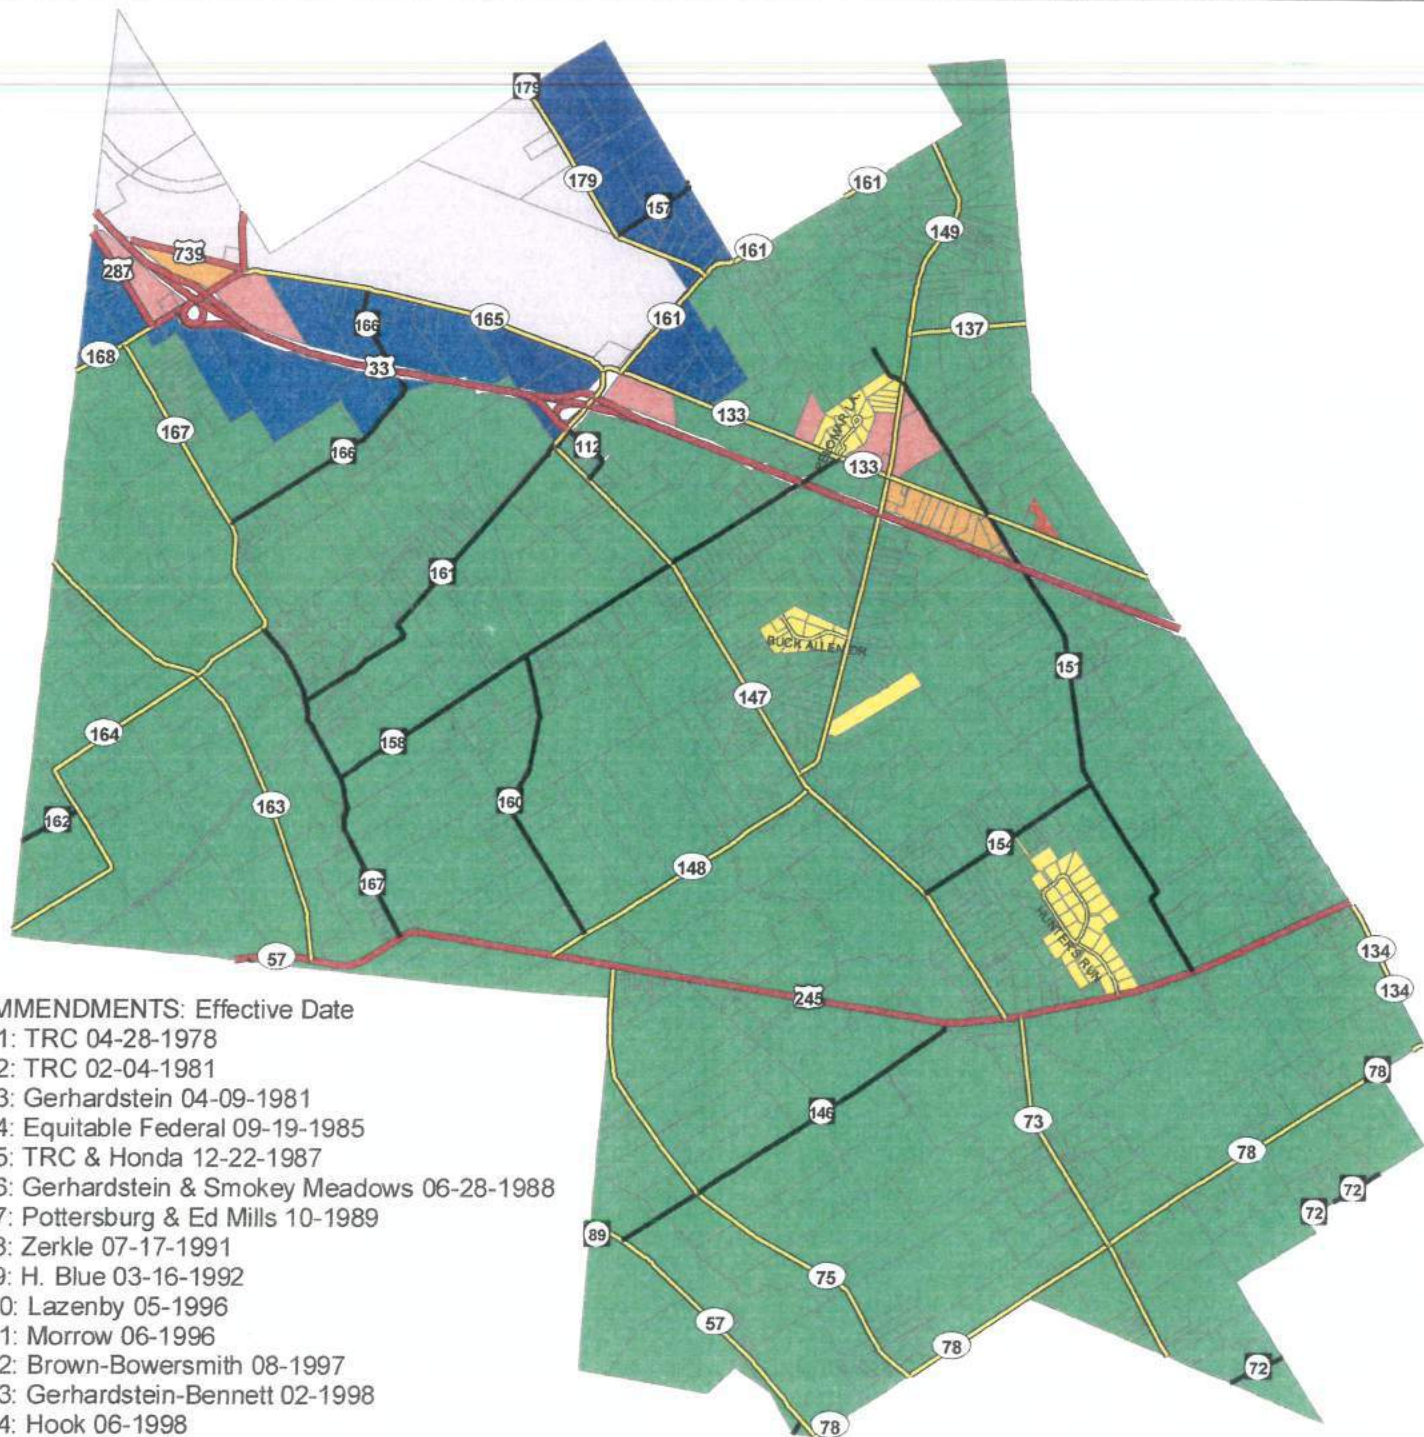 179
179
157
161
161
149
739
287
165
166
161
137
168
33
133
167
166
112
133
161
BUCK ALLEN DR
151
147
164
158
163
160
162
154
148
167
HUNTER'S RUN
57
134
134
245
78
146
73
78
72
72
89
75
57
78
72
78
MMENDMENTS: Effective Date
1: TRC 04-28-1978
2: TRC 02-04-1981
3: Gerhardstein 04-09-1981
4: Equitable Federal 09-19-1985
5: TRC & Honda 12-22-1987
6: Gerhardstein & Smokey Meadows 06-28-1988
7: Pottersburg & Ed Mills 10-1989
8: Zerkle 07-17-1991
9: H. Blue 03-16-1992
0: Lazenby 05-1996
1: Morrow 06-1996
2: Brown-Bowersmith 08-1997
3: Gerhardstein-Bennett 02-1998
4: Hook 06-1998